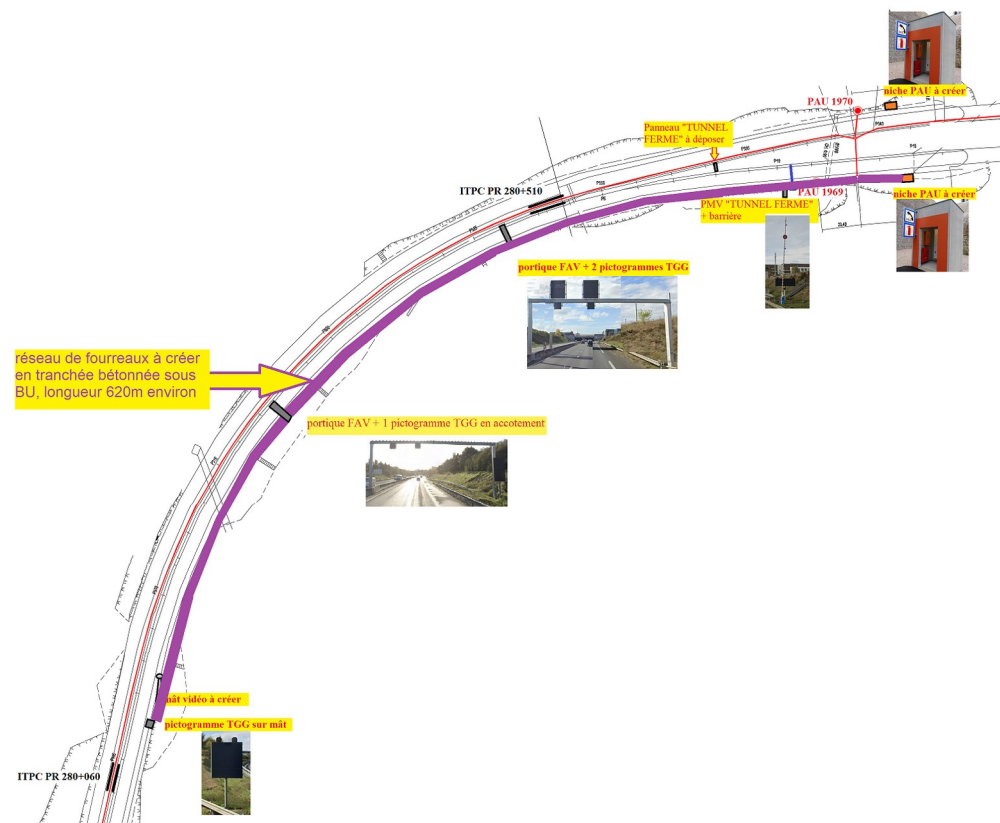 niche PAU à créer
PAU 1970
Panneau "TUNNEL
FERME" à déposer
ITPC PR 280+510
PAU 1969
niche PAU à créer
PMV "TUNNEL FERME"
+ barrière
portique FAV + 2 pictogrammes TGG
réseau de fourreaux à créer
en tranchée bétonnée sous
BU, longueur 620m environ
portique FAV + 1 pictogramme TGG en accotement
mât vidéo à créer
pictogramme TGG sur mât
ITPC PR 280+060